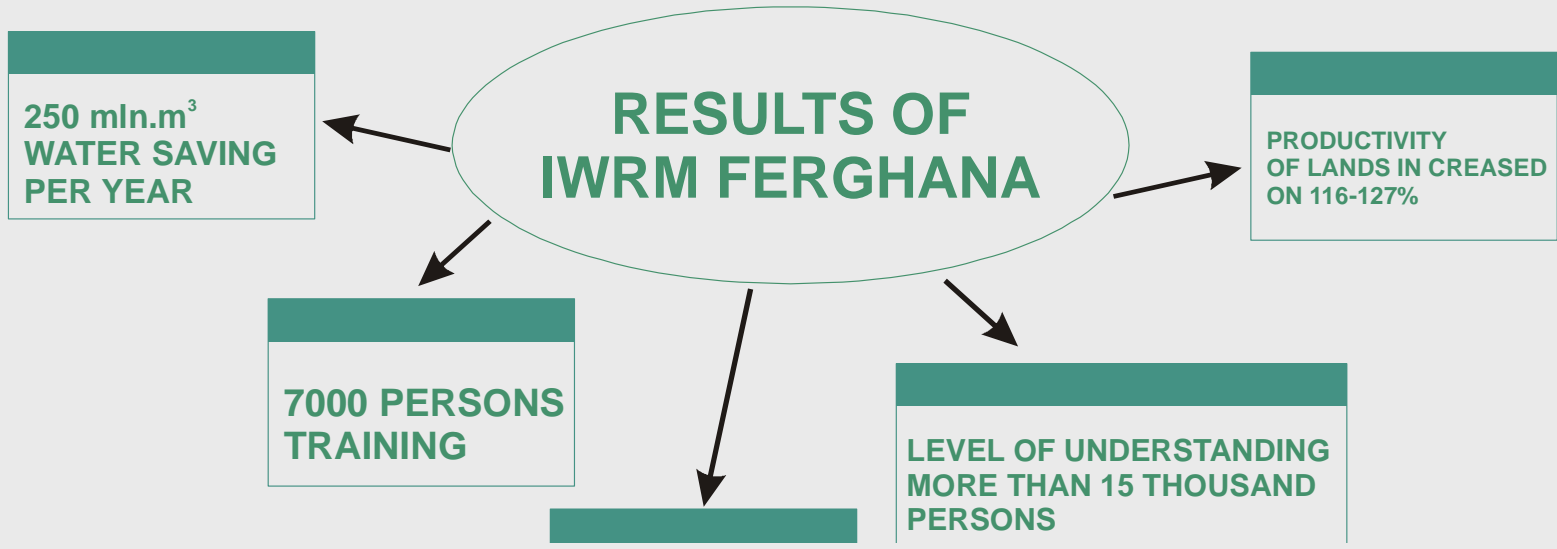 RESULTS OF
IWRM FERGHANA
250 mln.m³
WATER SAVING
PER YEAR
PRODUCTIVITY
OF LANDS IN CREASED
ON 116-127%
7000 PERSONS
TRAINING
LEVEL OF UNDERSTANDING
MORE THAN 15 THOUSAND
PERSONS